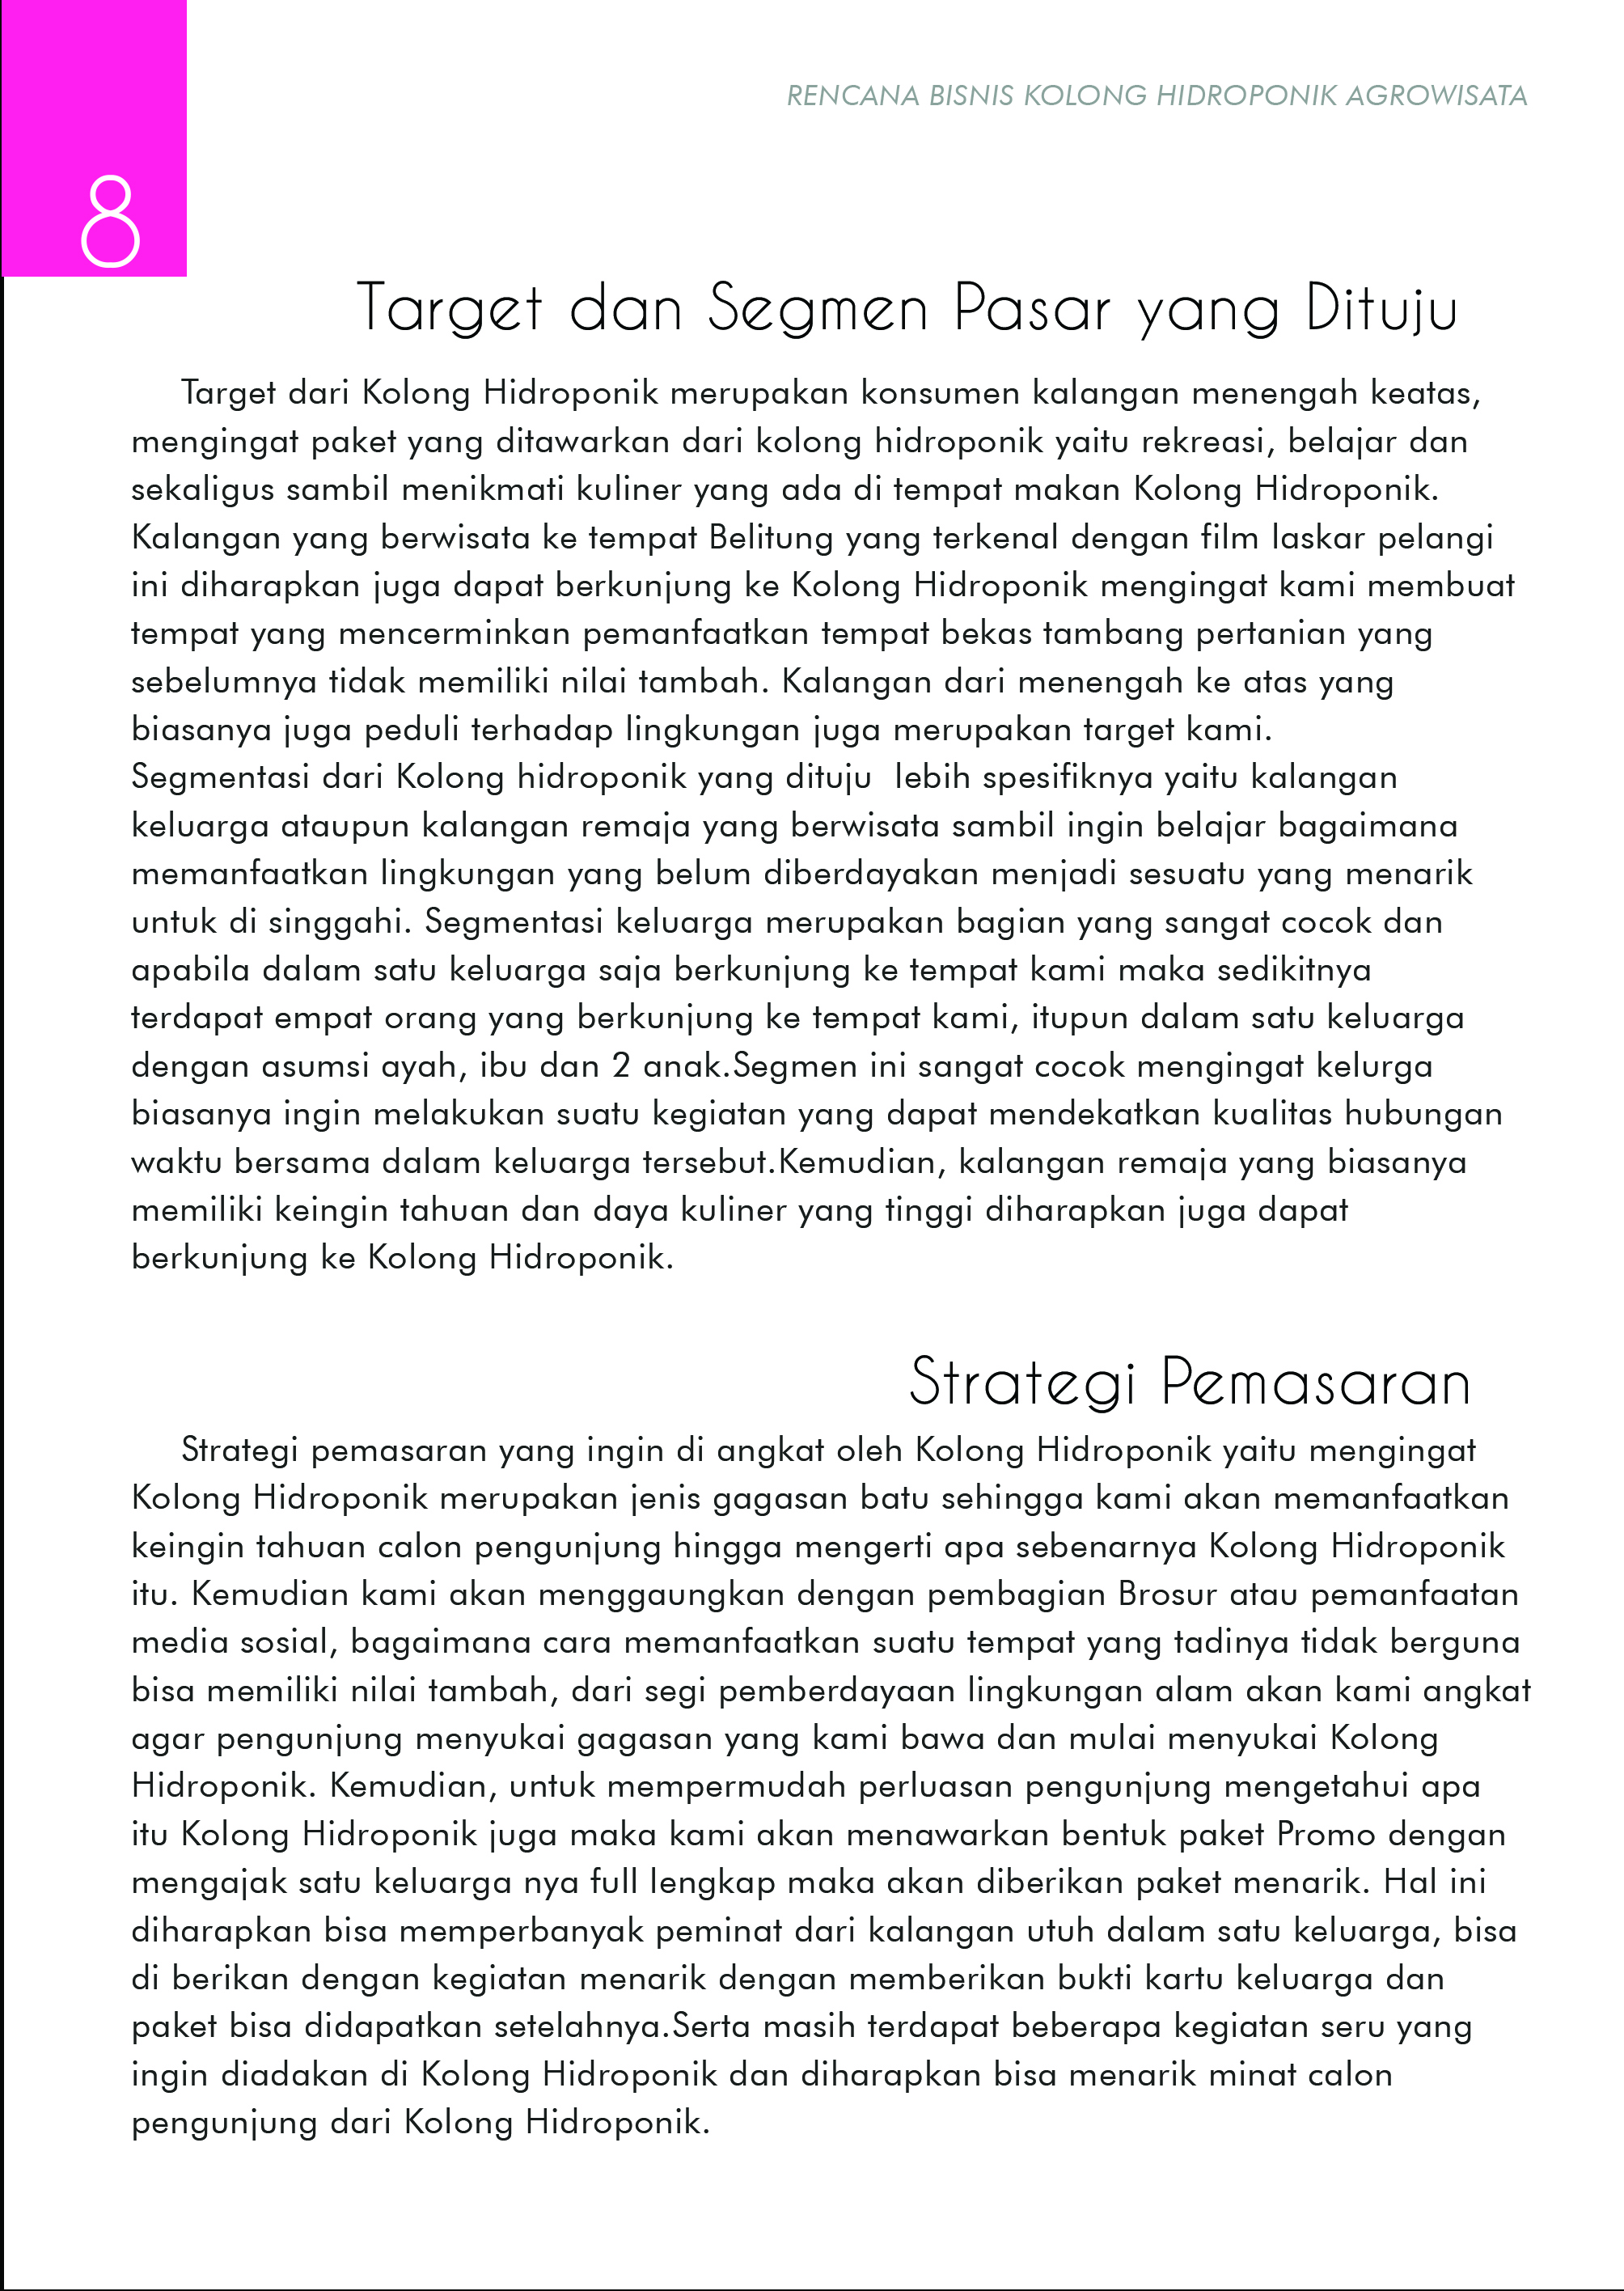 RENCANA BISNIS KOLONG HIDROPONIK AGROWISATA
8
Target dan Segmen Pasar yang Dituju
Target dari Kolong Hidroponik merupakan konsumen kalangan menengah keatas,
mengingat paket yang ditawarkan dari kolong hidroponik yaitu rekreasi, belajar dan
sekaligus sambil menikmati kuliner yang ada di tempat makan Kolong Hidroponik.
Kalangan yang berwisata ke tempat Belitung yang terkenal dengan film laskar pelangi
ini diharapkan juga dapat berkunjung ke Kolong Hidroponik mengingat kami membuat
tempat yang mencerminkan pemanfaatkan tempat bekas tambang pertanian yang
sebelumnya tidak memiliki nilai tambah. Kalangan dari menengah ke atas yang
biasanya juga peduli terhadap lingkungan juga merupakan target kami.
Segmentasi dari Kolong hidroponik yang dituju  lebih spesifiknya yaitu kalangan
keluarga ataupun kalangan remaja yang berwisata sambil ingin belajar bagaimana
memanfaatkan lingkungan yang belum diberdayakan menjadi sesuatu yang menarik
untuk di singgahi. Segmentasi keluarga merupakan bagian yang sangat cocok dan
apabila dalam satu keluarga saja berkunjung ke tempat kami maka sedikitnya
terdapat empat orang yang berkunjung ke tempat kami, itupun dalam satu keluarga
dengan asumsi ayah, ibu dan 2 anak.Segmen ini sangat cocok mengingat kelurga
biasanya ingin melakukan suatu kegiatan yang dapat mendekatkan kualitas hubungan
waktu bersama dalam keluarga tersebut.Kemudian, kalangan remaja yang biasanya
memiliki keingin tahuan dan daya kuliner yang tinggi diharapkan juga dapat
berkunjung ke Kolong Hidroponik.
Strategi Pemasaran
Strategi pemasaran yang ingin di angkat oleh Kolong Hidroponik yaitu mengingat
Kolong Hidroponik merupakan jenis gagasan batu sehingga kami akan memanfaatkan
keingin tahuan calon pengunjung hingga mengerti apa sebenarnya Kolong Hidroponik
itu. Kemudian kami akan menggaungkan dengan pembagian Brosur atau pemanfaatan
media sosial, bagaimana cara memanfaatkan suatu tempat yang tadinya tidak berguna
bisa memiliki nilai tambah, dari segi pemberdayaan lingkungan alam akan kami angkat
agar pengunjung menyukai gagasan yang kami bawa dan mulai menyukai Kolong
Hidroponik. Kemudian, untuk mempermudah perluasan pengunjung mengetahui apa
itu Kolong Hidroponik juga maka kami akan menawarkan bentuk paket Promo dengan
mengajak satu keluarga nya full lengkap maka akan diberikan paket menarik. Hal ini
diharapkan bisa memperbanyak peminat dari kalangan utuh dalam satu keluarga, bisa
di berikan dengan kegiatan menarik dengan memberikan bukti kartu keluarga dan
paket bisa didapatkan setelahnya.Serta masih terdapat beberapa kegiatan seru yang
ingin diadakan di Kolong Hidroponik dan diharapkan bisa menarik minat calon
pengunjung dari Kolong Hidroponik.